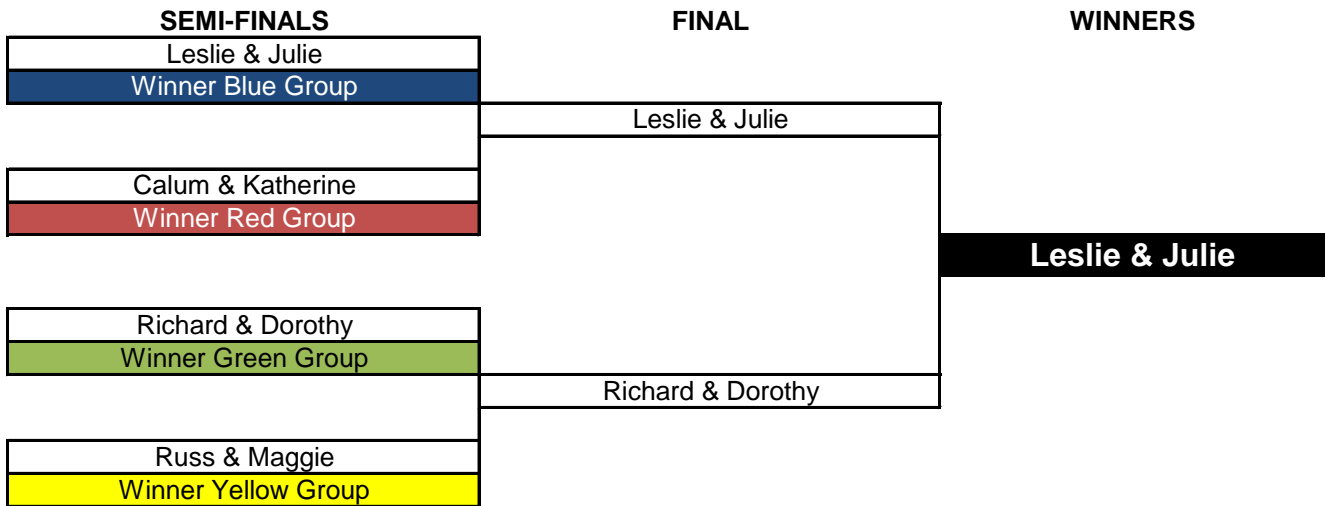 SEMI-FINALS FINAL WINNERS
Leslie & Julie
Winner Blue Group
Leslie & Julie
Calum & Katherine
Winner Red Group
Leslie & Julie
Richard & Dorothy
Winner Green Group
Richard & Dorothy
Russ & Maggie
Winner Yellow Group